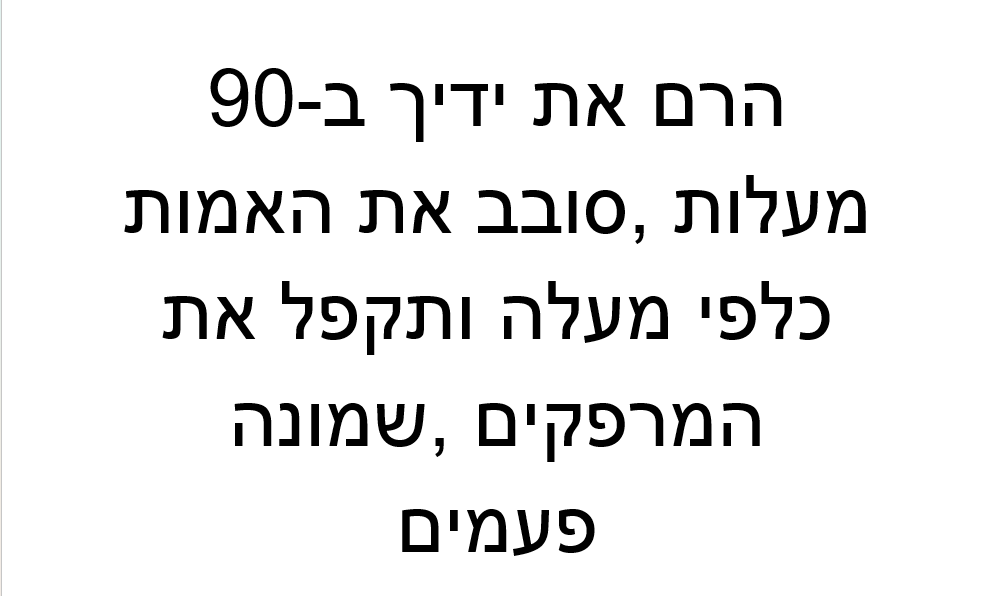 הרם את ידיך ב-90
מעלות ,סובב את האמות
כלפי מעלה ותקפל את
המרפקים ,שמונה
פעמים